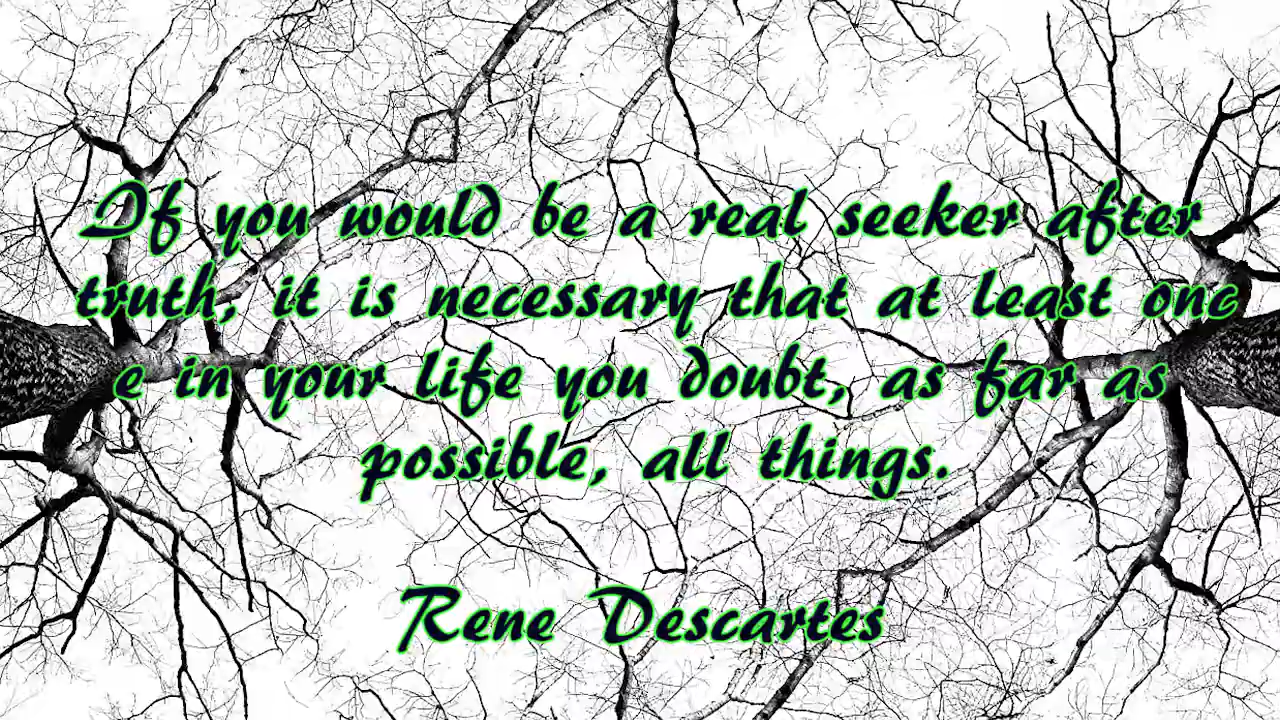 If you would be a real seeker after
truth, it is necessary that at least onc
e in your life you doubt, as far as
possible, all things.
Rene Descartes